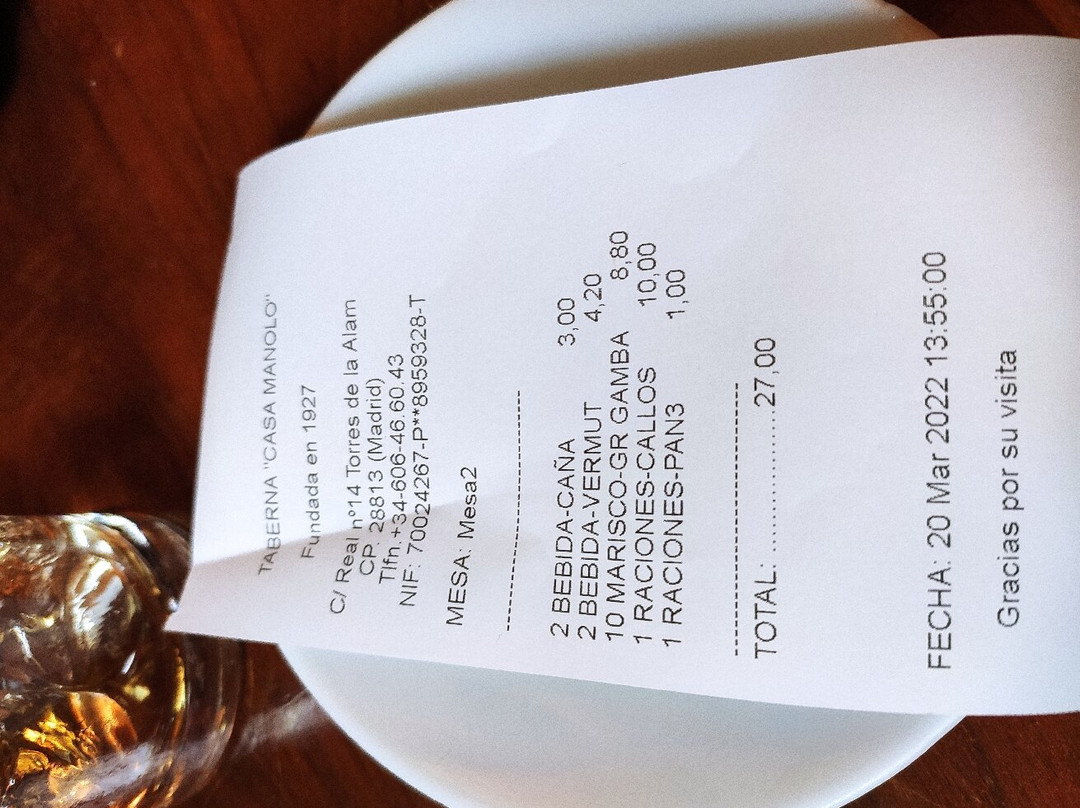 TABERNA "CASA MANOLO"
Fundada en 1927
C/ Real nº14 Torres de la Alam
CP: 28813 (Madrid)
Tlfn.+34-606-46.60.43
NIF: 70024267-P**8959328-T
MESA: Mesa2
--------------------------------
2 BEBIDA-CAÑA 3,00
2 BEBIDA-VERMUT 4,20
10 MARISCO-GR GAMBA 8,80
1 RACIONES-CALLOS 10,00
1 RACIONES-PAN3 1,00
--------------------------------
TOTAL: ......................27,00
FECHA: 20 Mar 2022 13:55:00
Gracias por su visita